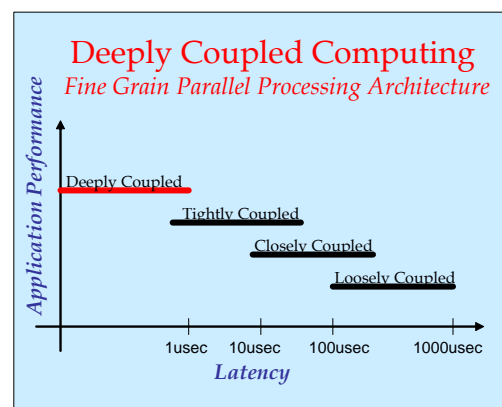 Deeply Coupled Computing
Fine Grain Parallel Processing Architecture
Application Performance
Deeply Coupled
Tightly Coupled
Closely Coupled
Loosely Coupled
1usec 10usec 100usec 1000usec
Latency